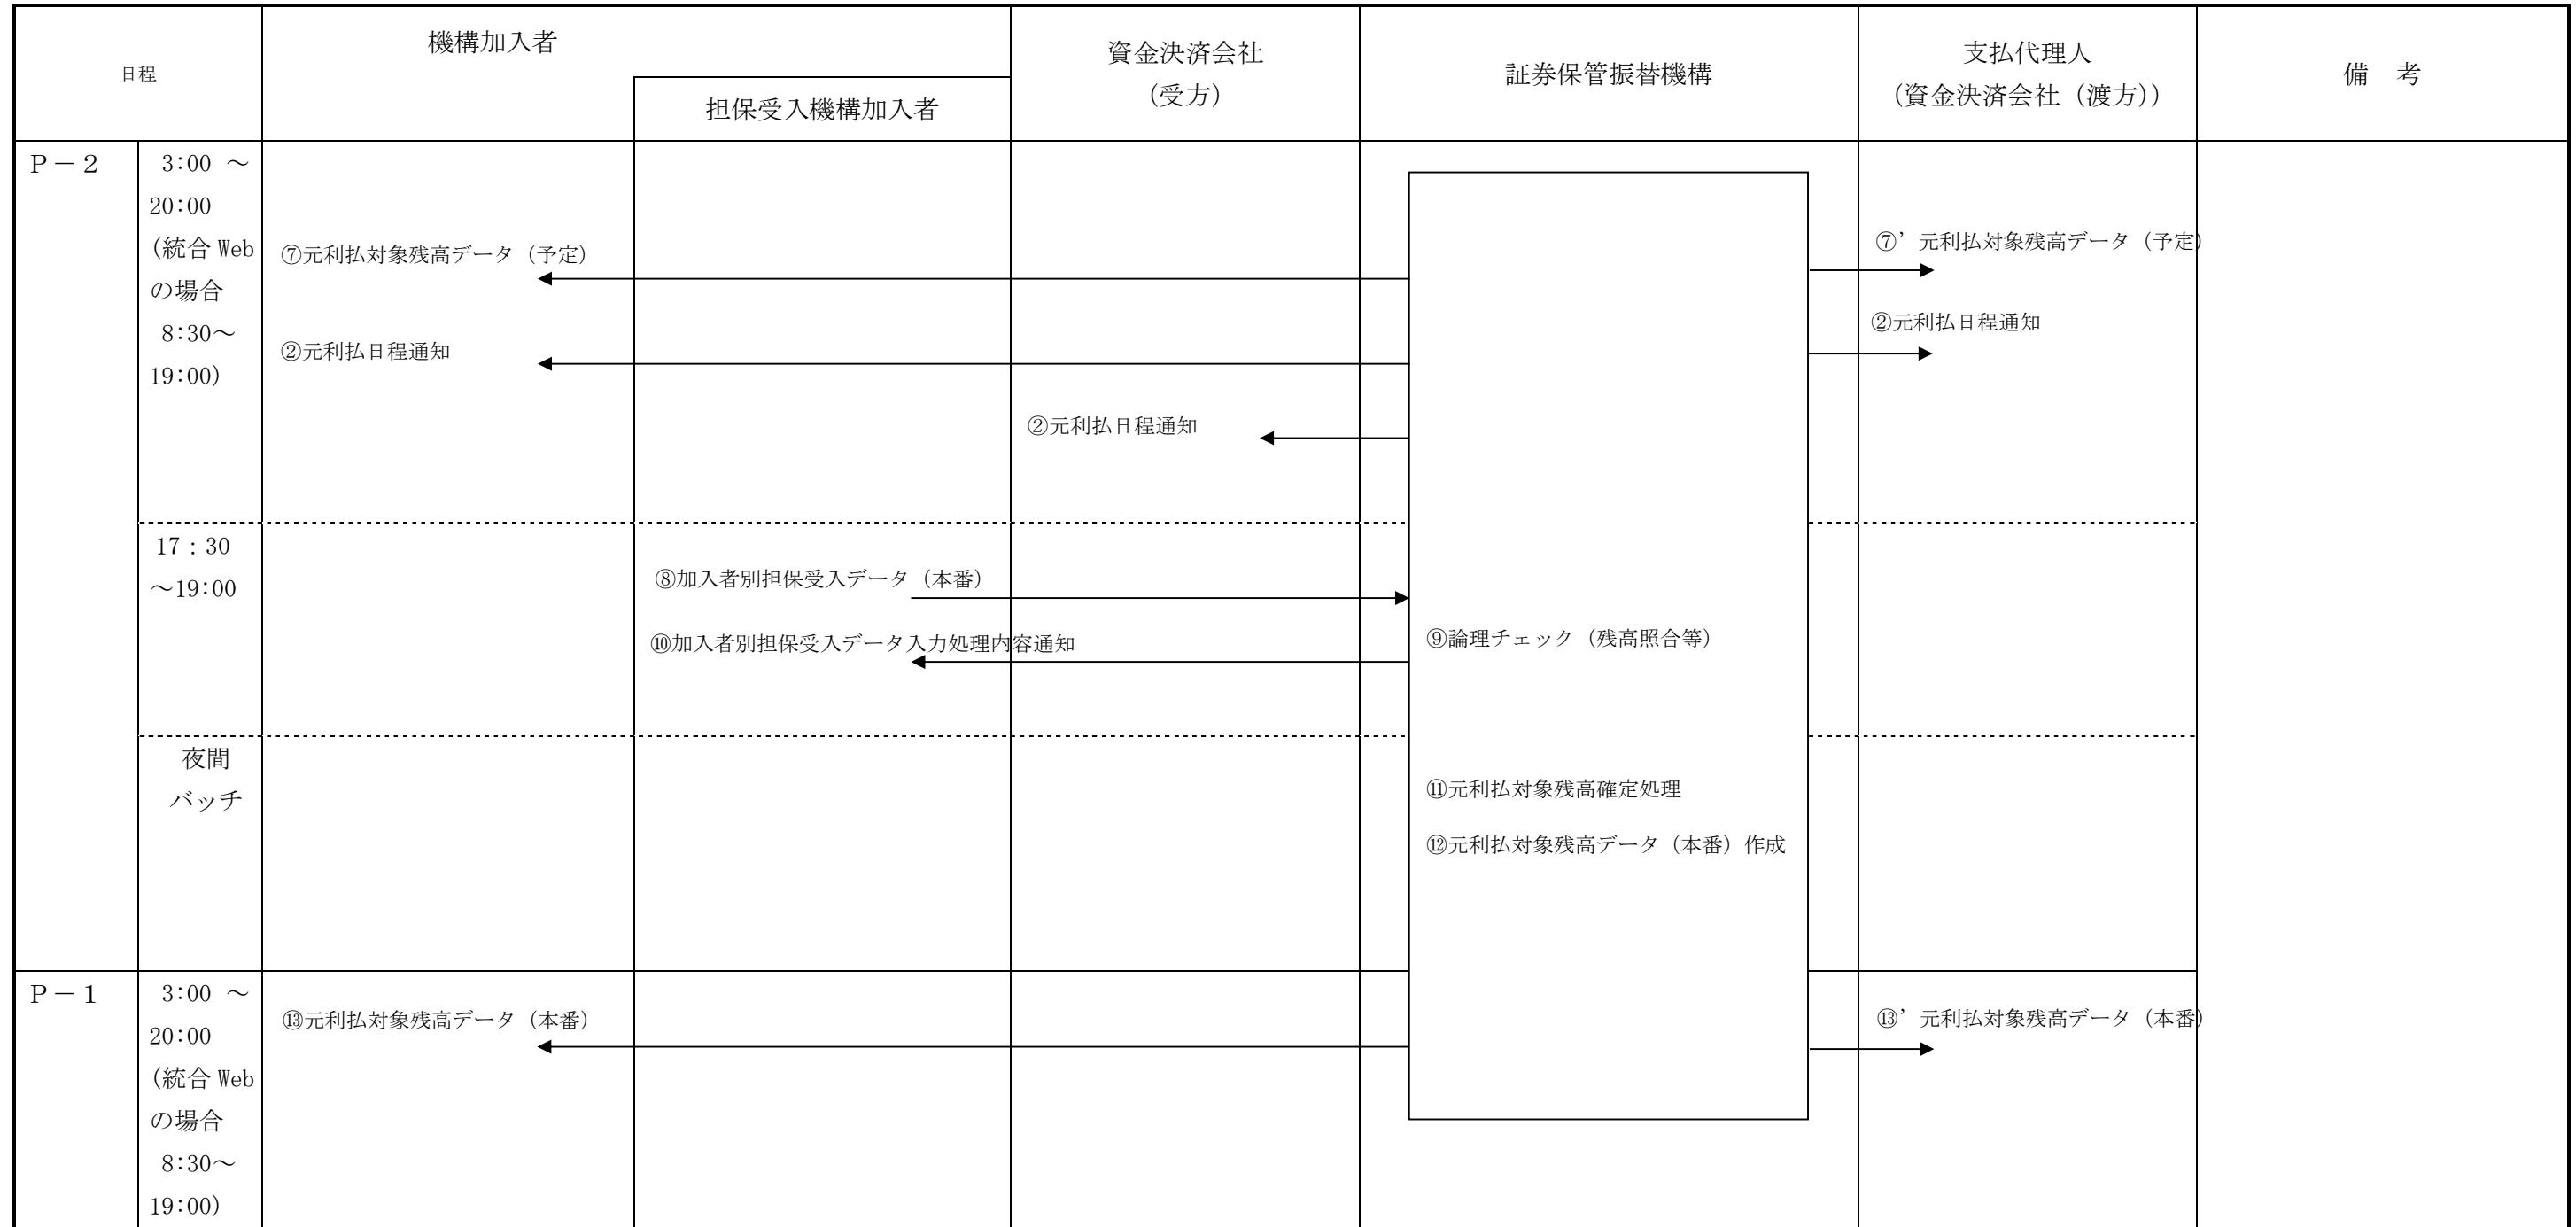 日程
機構加入者
担保受入機構加入者
資金決済会社
（受方）
証券保管振替機構
支払代理人
（資金決済会社（渡方））
備　考
Ｐ－２
3:00 ～
20:00
(統合 Web
の場合
8:30～
19:00)
⑦元利払対象残高データ（予定）
⑦’元利払対象残高データ（予定）
②元利払日程通知
②元利払日程通知
②元利払日程通知
17：30
～19:00
⑧加入者別担保受入データ（本番）
⑨論理チェック（残高照合等）
⑩加入者別担保受入データ入力処理内容通知
夜間
バッチ
⑪元利払対象残高確定処理
⑫元利払対象残高データ（本番）作成
Ｐ－１
3:00 ～
20:00
(統合 Web
の場合
8:30～
19:00)
⑬元利払対象残高データ（本番）
⑬’元利払対象残高データ（本番）